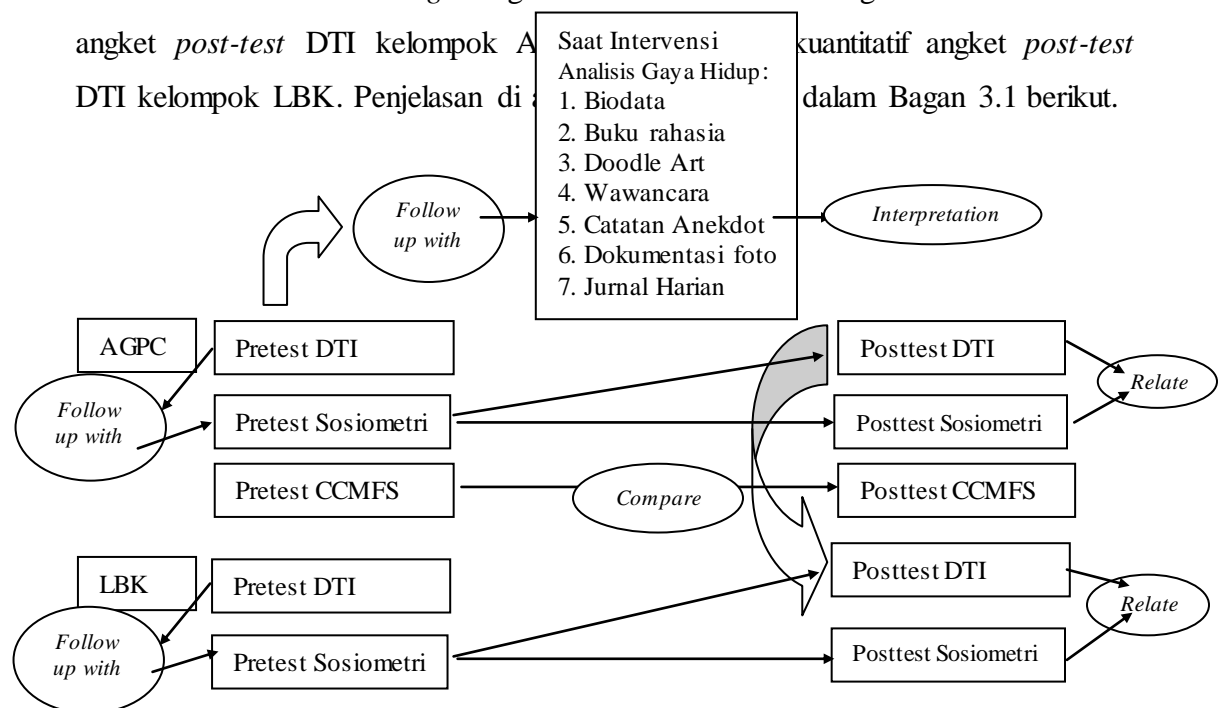 angket post-test DTI kelompok A kuantitatif angket post-test
DTI kelompok LBK. Penjelasan di dalam Bagan 3.1 berikut.
Saat Intervensi
Analisis Gaya Hidup:
1. Biodata
2. Buku rahasia
3. Doodle Art
4. Wawancara
5. Catatan Anekdot
6. Dokumentasi foto
7. Jurnal Harian
Follow
up with
Interpretation
AGPC
Pretest DTI
Posttest DTI
Relate
Follow
up with
Pretest Sosiometri
Posttest Sosiometri
Pretest CCMFS
Compare
Posttest CCMFS
LBK
Pretest DTI
Posttest DTI
Relate
Follow
up with
Pretest Sosiometri
Posttest Sosiometri